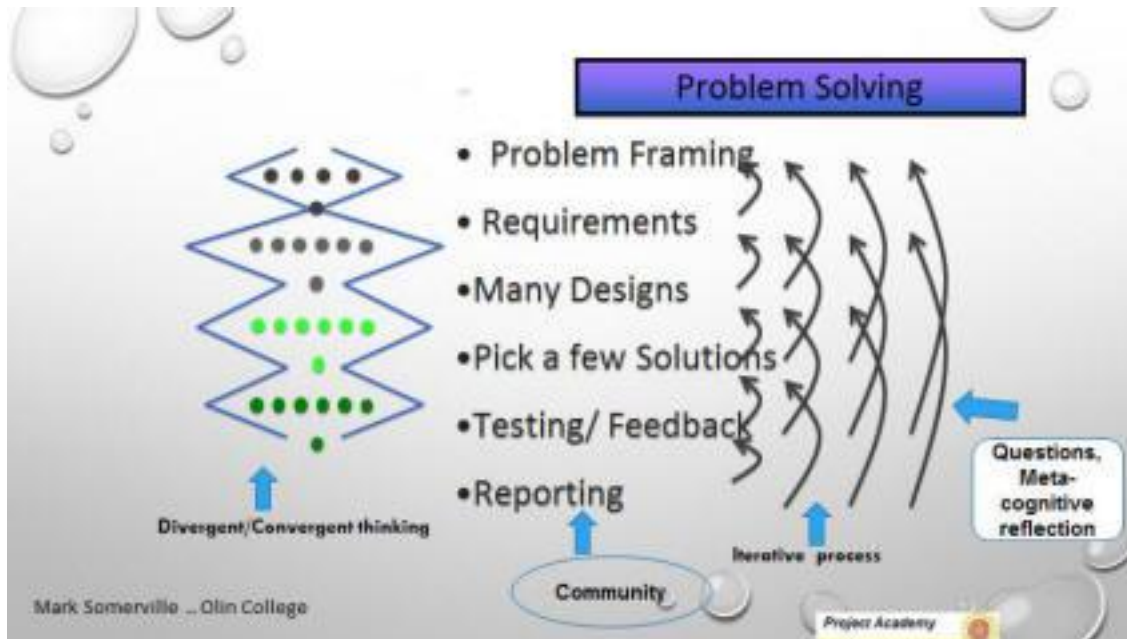 Problem Solving
• Problem Framing
• Requirements
•Many Designs
•Pick a few Solutions
•Testing/ Feedback
•Reporting
Divergent/Convergent thinking
Community
Iterative process
Questions,
Meta-
cognitive
reflection
Mark Somerville ... Olin College
Project Academy